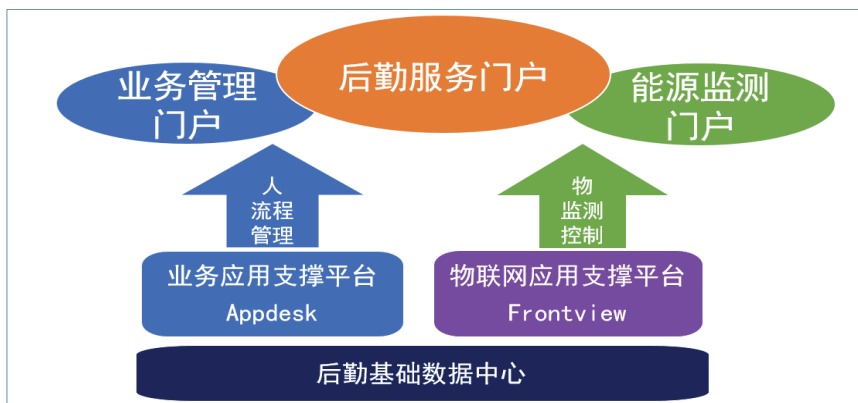 后勤服务门户
业务管理
门户
能源监测
门户
人
流程
管理
物
监测
控制
业务应用支撑平台
Appdesk
物联网应用支撑平台
Frontview
后勤基础数据中心